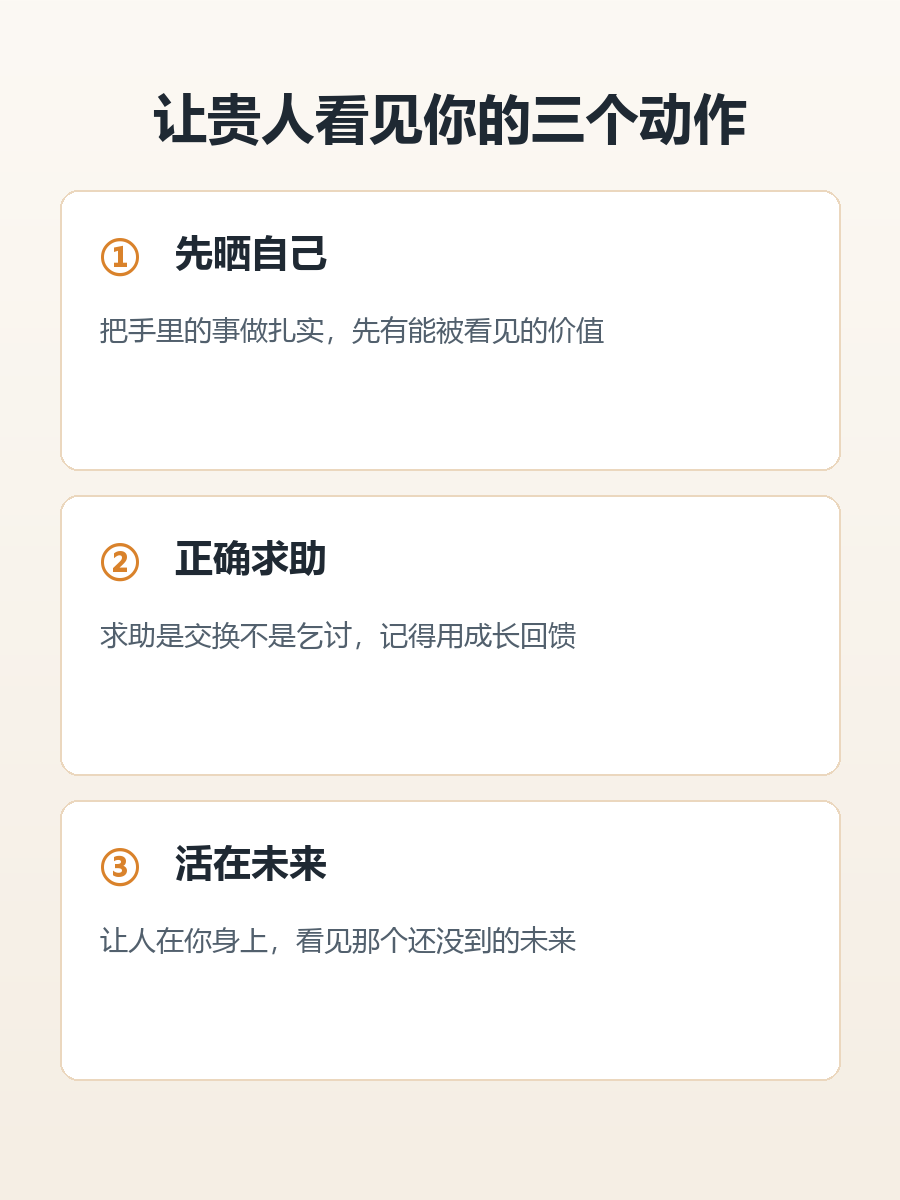 让贵人看见你的三个动作
① 先晒自己
把手里的事做扎实，先有能被看见的价值
② 正确求助
求助是交换不是乞讨，记得用成长回馈
③ 活在未来
让人在你身上，看见那个还没到的未来